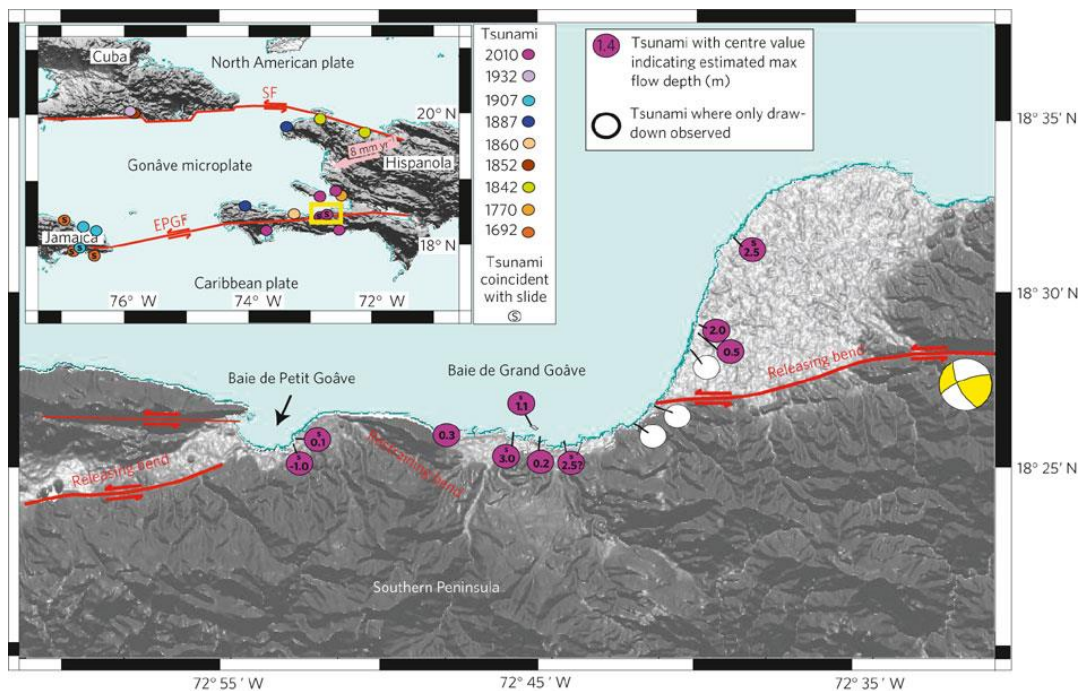 Cuba
North American plate
SF
20° N
Gonâve microplate
8 mm yr
Hispanola
EPGF
S
Jamaica
S
S
S
S
18° N
Caribbean plate
76° W
74° W
72° W
Tsunami
2010
1932
1907
1887
1860
1852
1842
1770
1692
Tsunami
coincident
with slide
S
1.4
Tsunami with centre value
indicating estimated max
flow depth (m)
Tsunami where only draw-
down observed
18° 35' N
18° 30' N
18° 25' N
S
2.5
2.0
0.5
Releasing bend
Baie de Petit Goâve
Baie de Grand Goâve
S
1.1
S
0.1
-1.0
0.3
S
3.0
0.2
S
2.5?
Restraining bend
Releasing bend
Southern Peninsula
72° 55' W
72° 45' W
72° 35' W